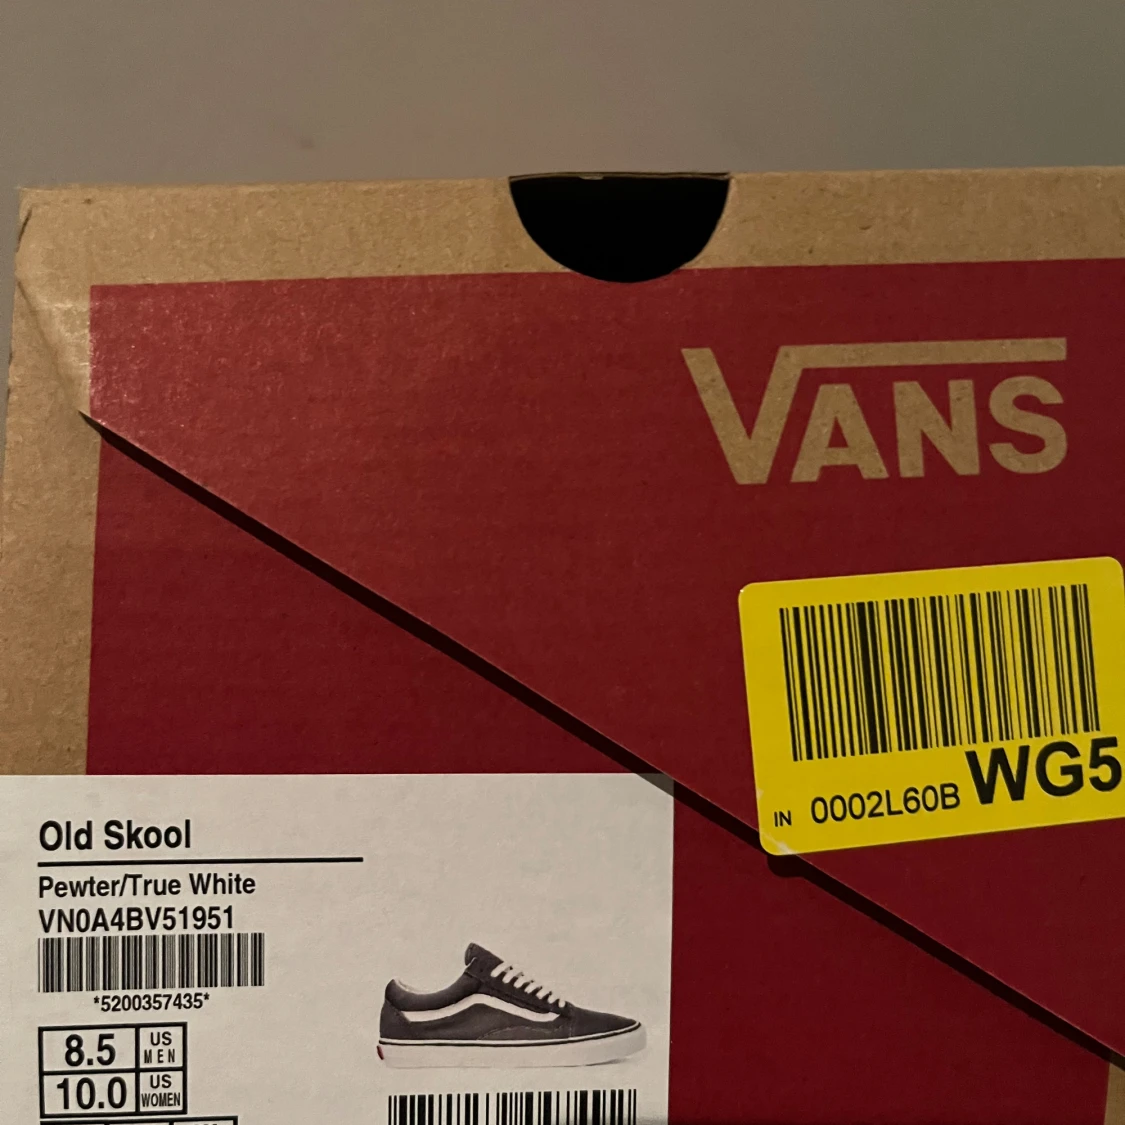 VANS
IN 0002L60B WG5
Old Skool
Pewter/True White
VN0A4BV51951
*5200357435*
8.5 US MEN
10.0 US WOMEN